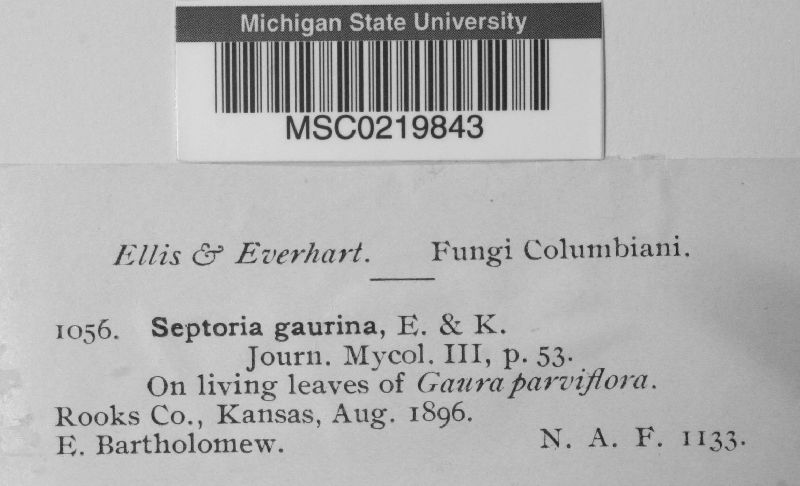 Michigan State University
MSC0219843
Ellis & Everhart. Fungi Columbiani.
1056. Septoria gaurina, E. & K.
Journ. Mycol. III, p. 53.
On living leaves of Gaura parviflora.
Rooks Co., Kansas, Aug. 1896.
E. Bartholomew. N. A. F. 1133.